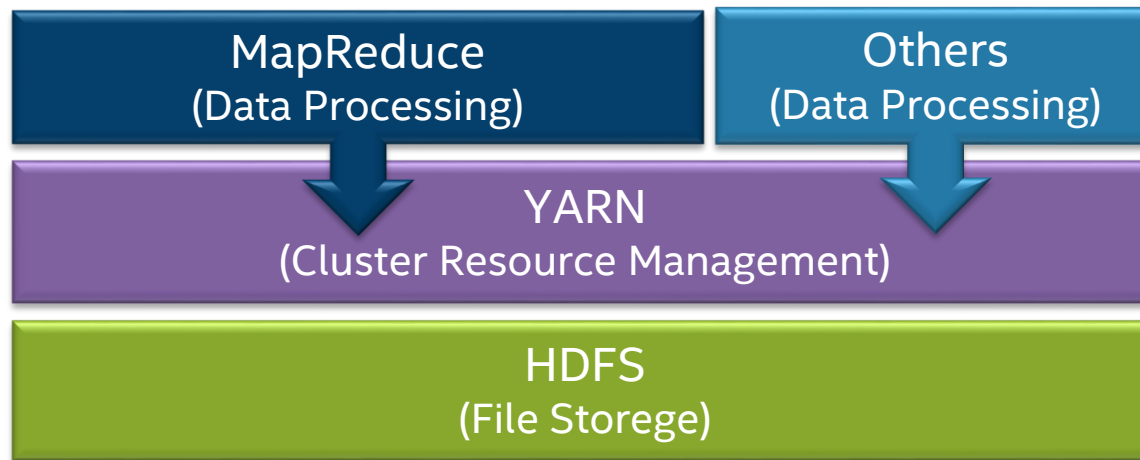 MapReduce
(Data Processing)
Others
(Data Processing)
YARN
(Cluster Resource Management)
HDFS
(File Storege)